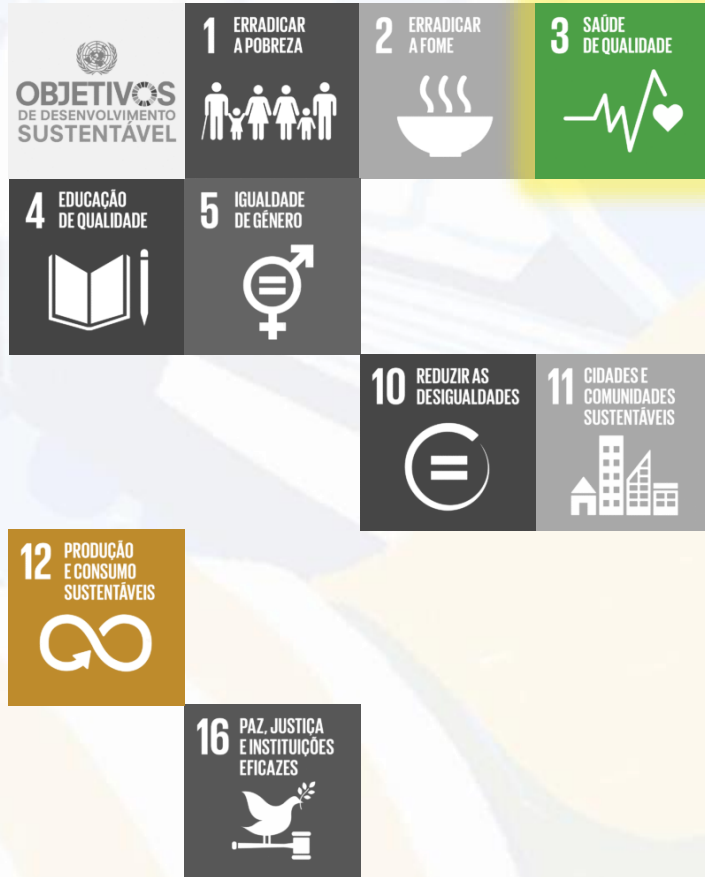 OBJETIVOS
DE DESENVOLVIMENTO
SUSTENTÁVEL
1 ERRADICAR
A POBREZA
2 ERRADICAR
A FOME
3 SAÚDE
DE QUALIDADE
4 EDUCAÇÃO
DE QUALIDADE
5 IGUALDADE
DE GÉNERO
10 REDUZIR AS
DESIGUALDADES
11 CIDADES E
COMUNIDADES
SUSTENTÁVEIS
12 PRODUÇÃO
E CONSUMO
SUSTENTÁVEIS
16 PAZ, JUSTIÇA
E INSTITUIÇÕES
EFICAZES